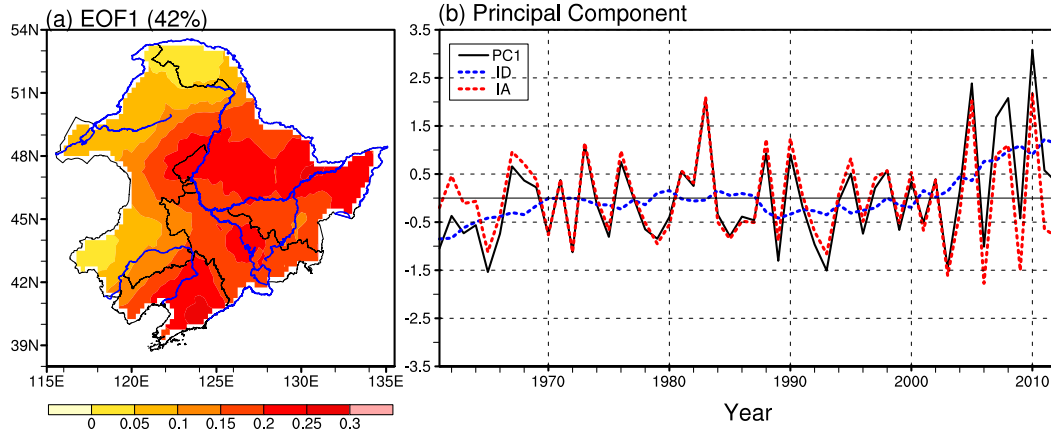 (a) EOF1 (42%)
54N
51N
48N
45N
42N
39N
115E 120E 125E 130E 135E
0 0.05 0.1 0.15 0.2 0.25 0.3
(b) Principal Component
3.5
2.5
1.5
0.5
-0.5
-1.5
-2.5
-3.5
PC1
ID
IA
1970 1980 1990 2000 2010
Year